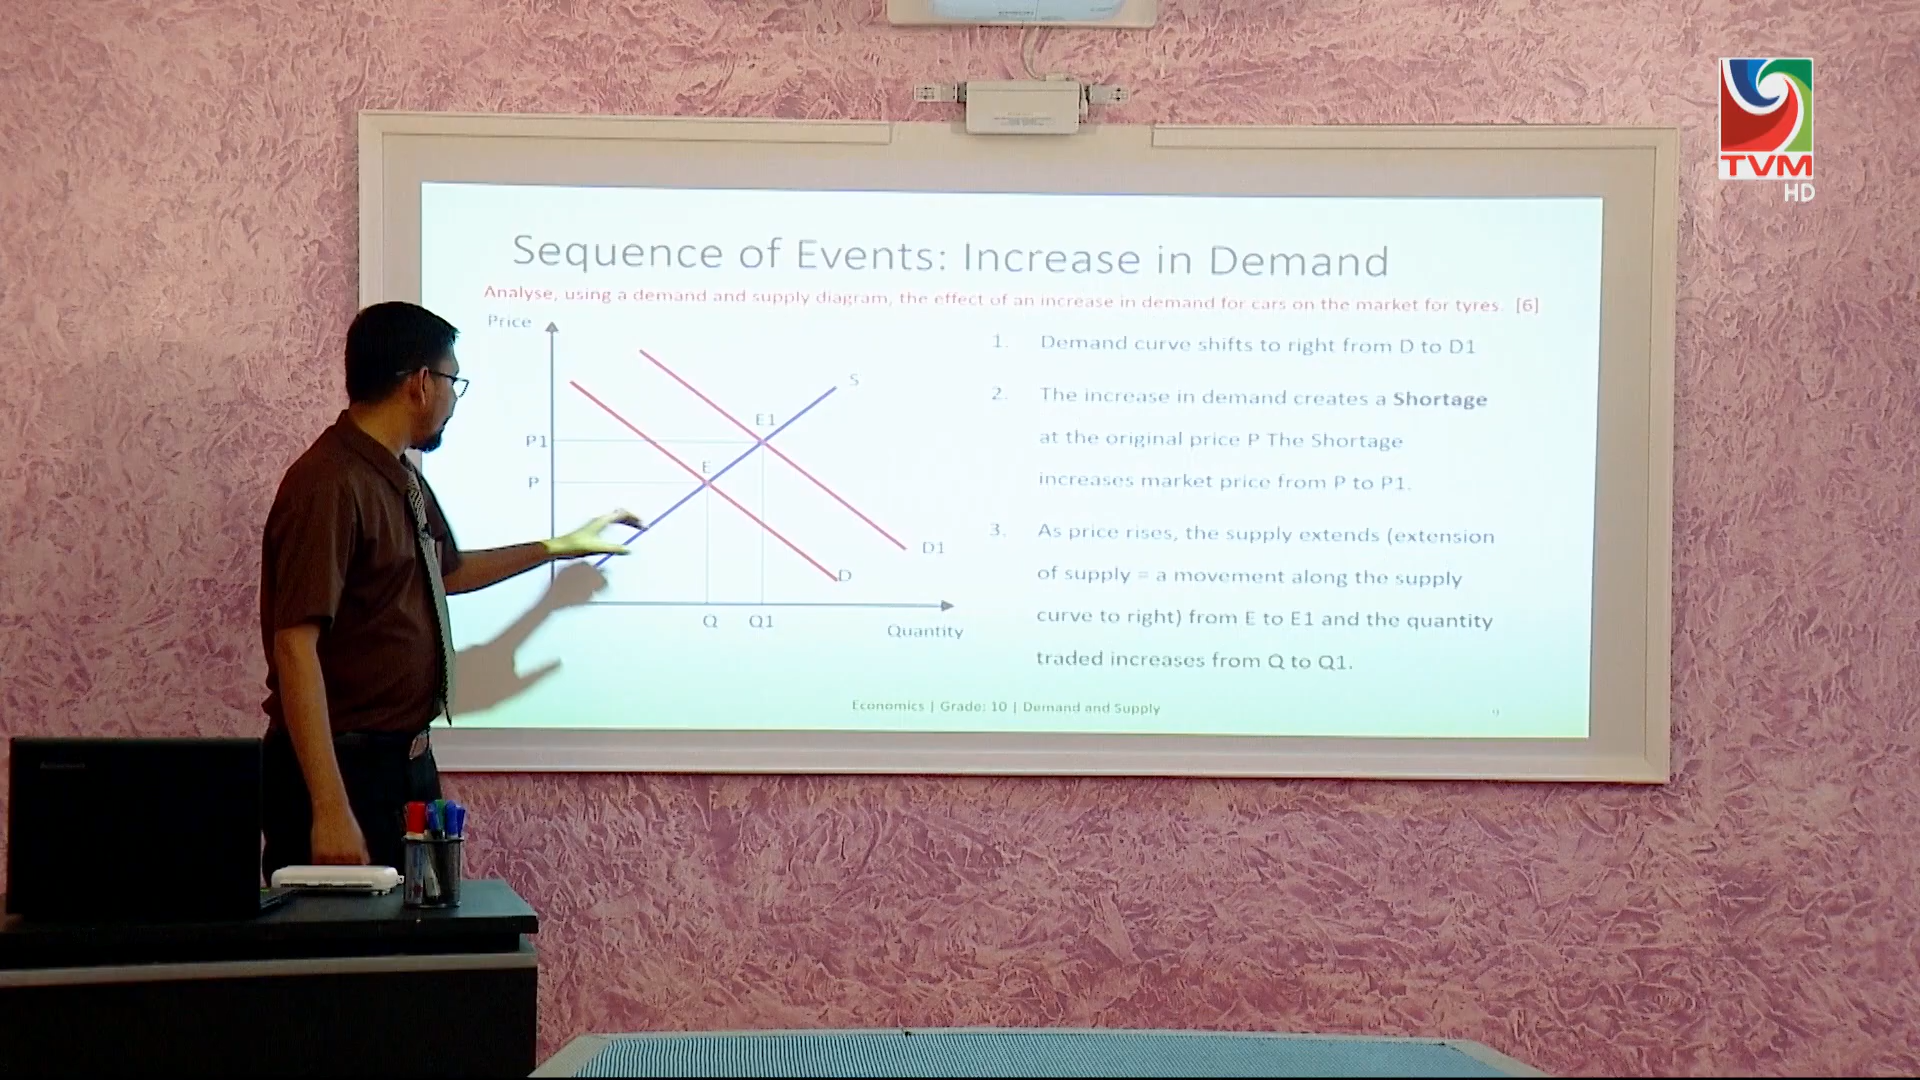 TVM
HD
Sequence of Events: Increase in Demand
Analyse, using a demand and supply diagram, the effect of an increase in demand for cars on the market for tyres. [6]
Price
S
E1
P1
E
P
D1
D
Q
Q1
Quantity
1. Demand curve shifts to right from D to D1
2. The increase in demand creates a Shortage
at the original price P The Shortage
increases market price from P to P1.
3. As price rises, the supply extends (extension
of supply = a movement along the supply
curve to right) from E to E1 and the quantity
traded increases from Q to Q1.
Economics | Grade: 10 | Demand and Supply